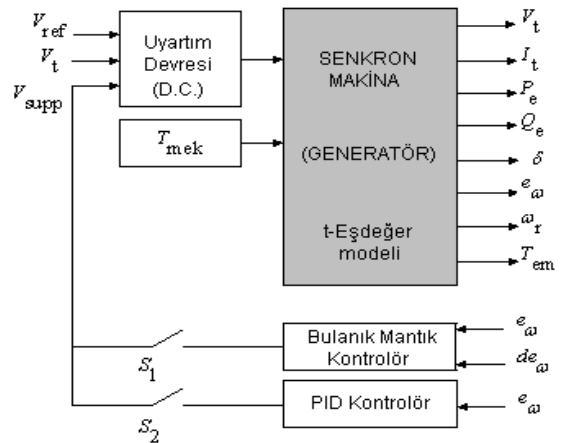 V_ref
V_t
V_supp
Uyartım
Devresi
(D.C.)
T_mek
SENKRON
MAKİNA
(GENERATÖR)
t-Eşdeğer
modeli
V_t
I_t
P_e
Q_e
δ
e_ω
ω_r
T_em
S_1
Bulanık Mantık
Kontrolör
e_ω
de_ω
S_2
PID Kontrolör
e_ω